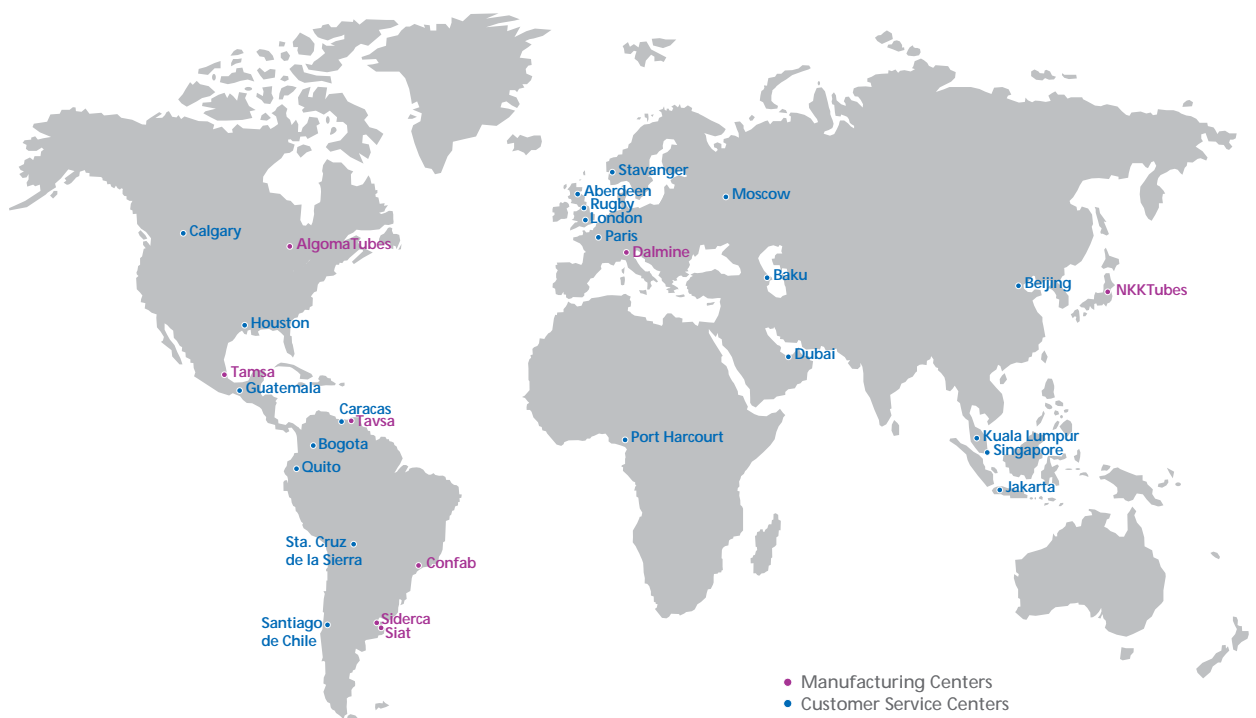 Stavanger
Aberdeen
Rugby
Moscow
London
Calgary
Paris
AlgomaTubes
Dalmine
Baku
Beijing
NKKTubes
Houston
Dubai
Tamsa
Guatemala
Caracas
Tavsa
Port Harcourt
Kuala Lumpur
Bogota
Singapore
Quito
Jakarta
Sta. Cruz
de la Sierra
Confab
Siderca
Santiago
de Chile
Siat
Manufacturing Centers
Customer Service Centers